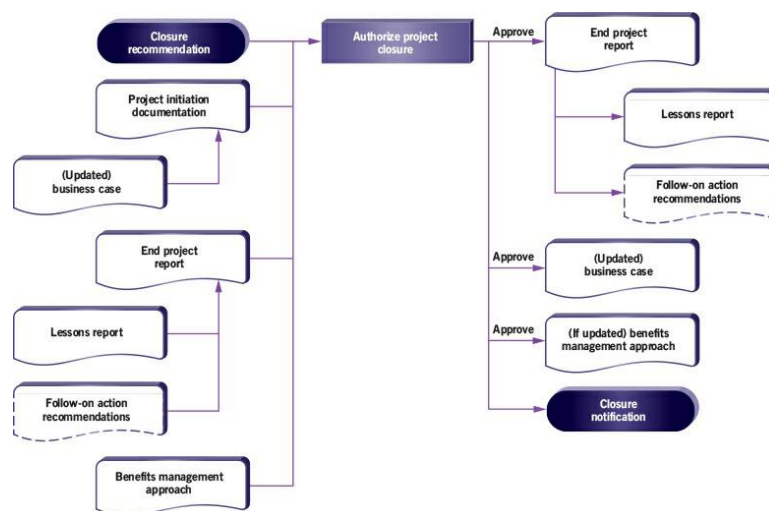 Closure
recommendation
Authorize project
closure
Approve
End project
report
Project initiation
documentation
Lessons report
(Updated)
business case
Follow-on action
recommendations
End project
report
Approve
(Updated)
business case
Lessons report
Approve
(If updated) benefits
management approach
Follow-on action
recommendations
Closure
notification
Benefits management
approach